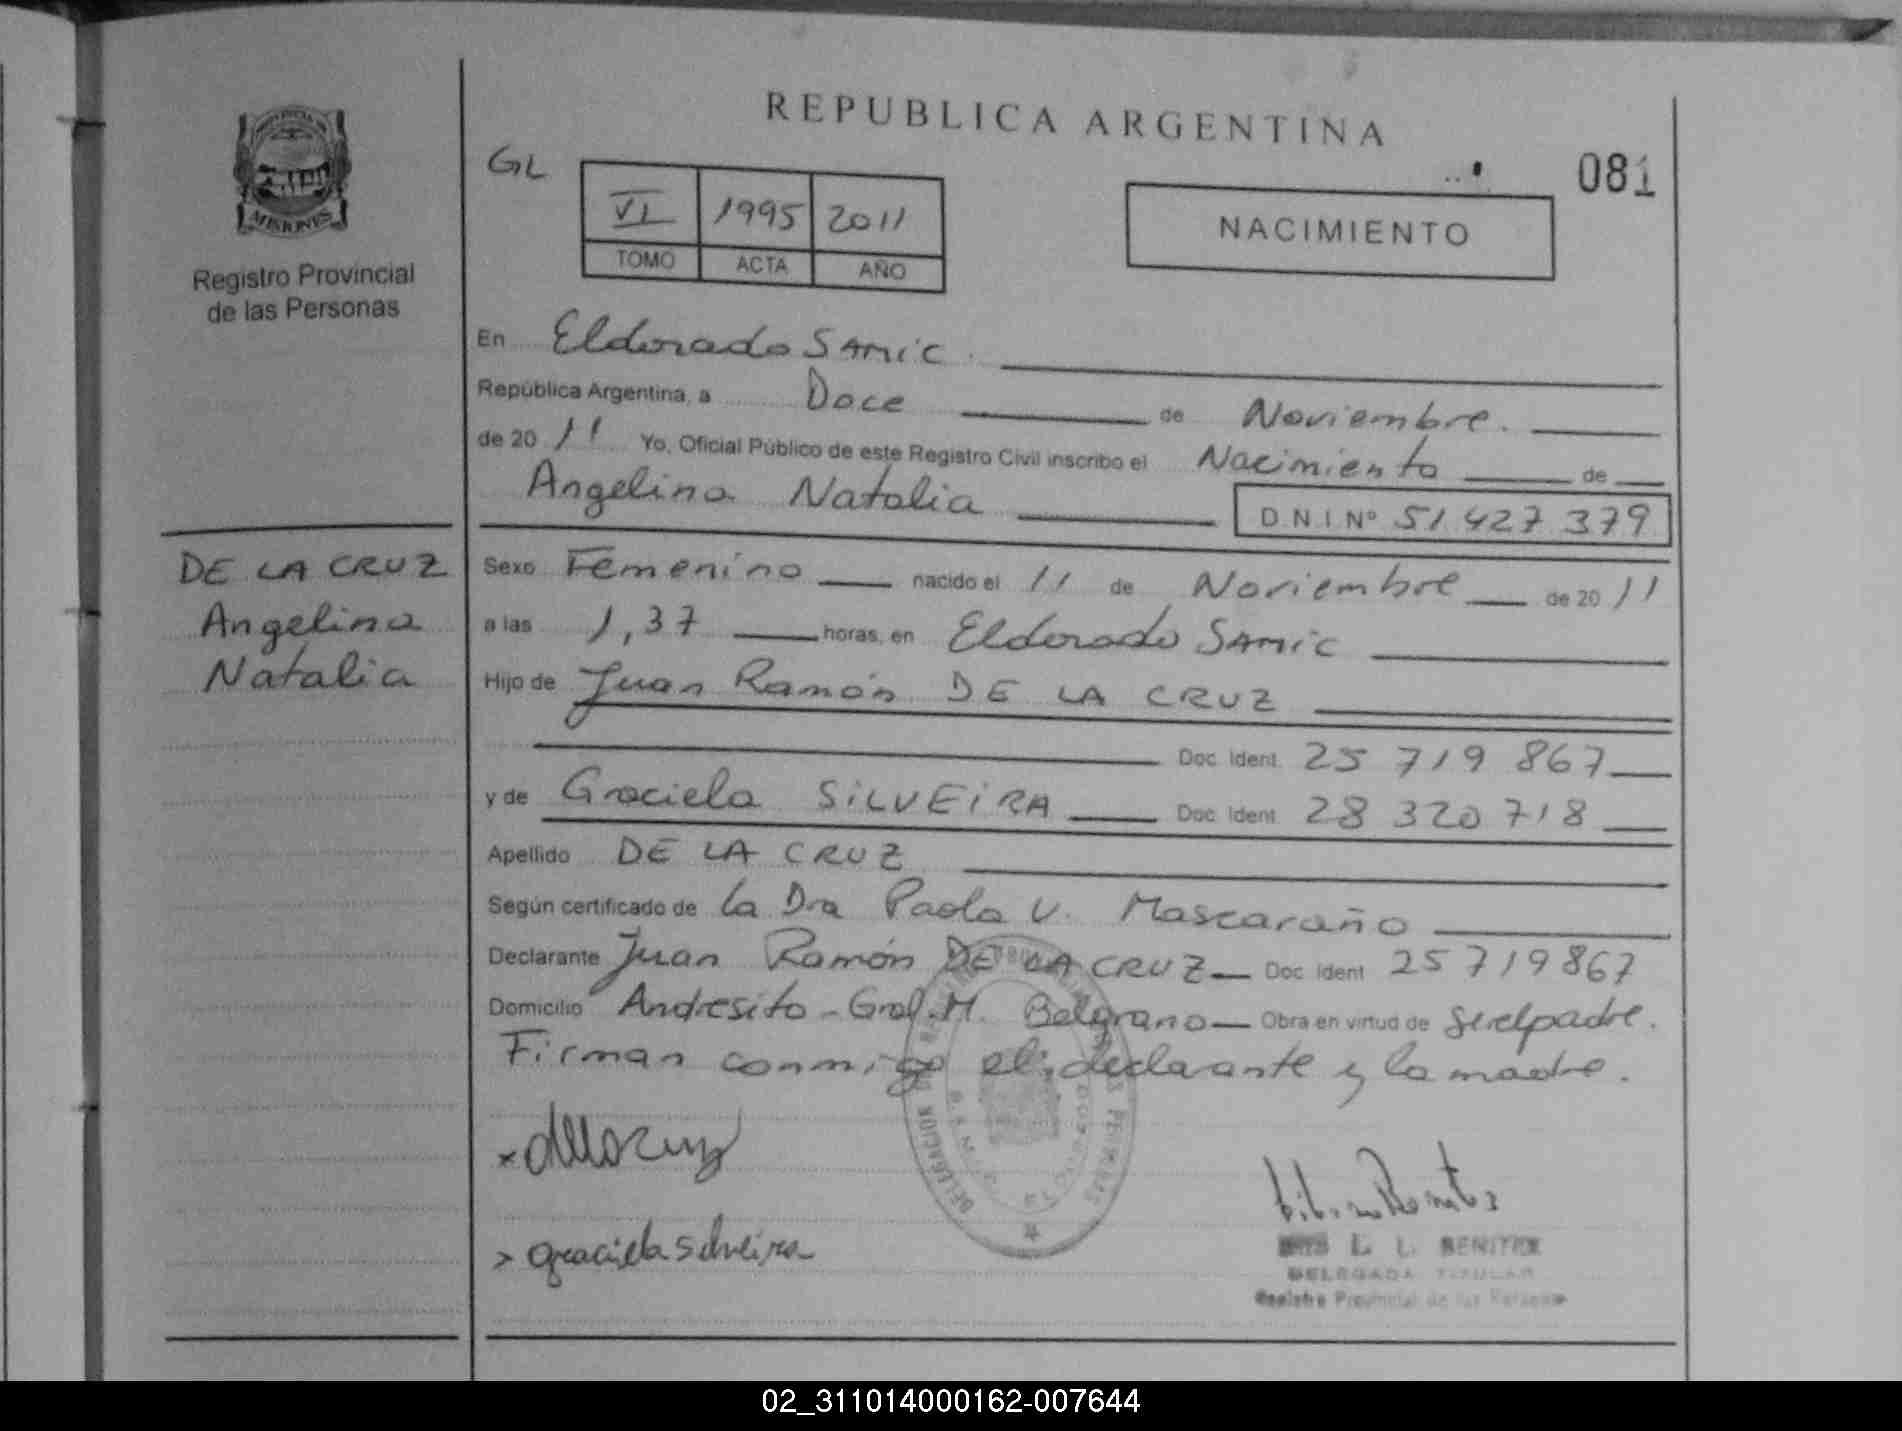 REPUBLICA ARGENTINA
081
GL
VI 1995 2011
TOMO ACTA AÑO
NACIMIENTO
MISIONES
Registro Provincial
de las Personas
En Eldorado SAMIC.
República Argentina, a Doce de Noviembre.
de 2011 Yo, Oficial Público de este Registro Civil inscribo el Nacimiento de
Angelina Natalia D.N.I Nº 51 427 379
DE LA CRUZ
Angelina
Natalia
Sexo Femenino nacido el 11 de Noviembre de 2011
a las 1,37 horas, en Eldorado SAMIC
Hijo de Juan Ramón DE LA CRUZ
Doc. Ident. 25 719 867
y de Graciela SILVEIRA Doc. Ident. 28 320 718
Apellido DE LA CRUZ
Según certificado de la Dra Paola V. Mascaraño
Declarante Juan Ramón DE LA CRUZ Doc Ident 25 719867
Domicilio Andresito - Gral. M. Belgrano Obra en virtud de ser el padre.
Firman conmigo el declarante y la madre.
DELEGACION
x delacruz
> graciela silveira
L. L. BENITEZ
DELEGADA TITULAR
Registro Provincial de las Personas
02_311014000162-007644